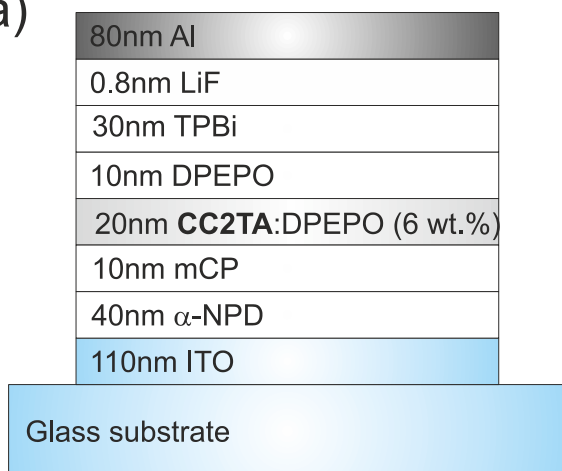 a)
80nm Al
0.8nm LiF
30nm TPBi
10nm DPEPO
20nm CC2TA:DPEPO (6 wt.%)
10nm mCP
40nm α-NPD
110nm ITO
Glass substrate